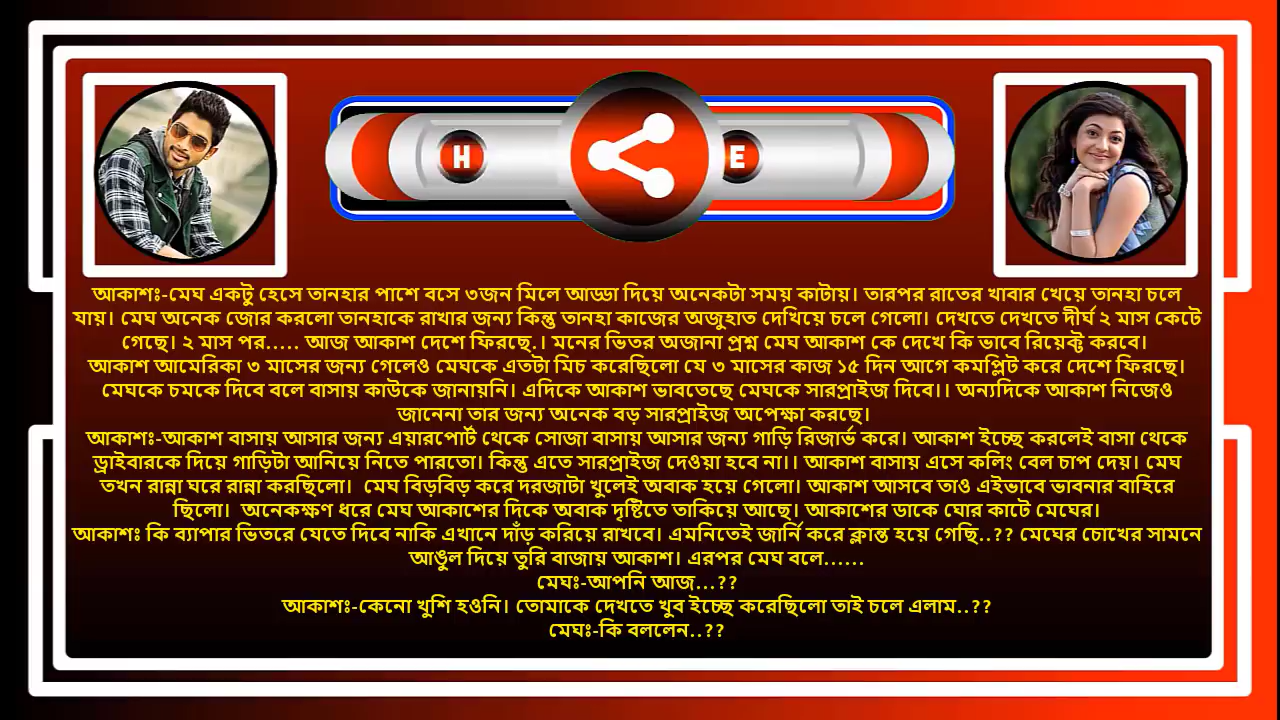 H
E
আকাশঃ-মেঘ একটু হেসে তানহার পাশে বসে ৩জন মিলে আড্ডা দিয়ে অনেকটা সময় কাটায়। তারপর রাতের খাবার খেয়ে তানহা চলে
যায়। মেঘ অনেক জোর করলো তানহাকে রাখার জন্য কিন্তু তানহা কাজের অজুহাত দেখিয়ে চলে গেলো। দেখতে দেখতে দীর্ঘ ২ মাস কেটে
গেছে। ২ মাস পর..... আজ আকাশ দেশে ফিরছে.। মনের ভিতর অজানা প্রশ্ন মেঘ আকাশ কে দেখে কি ভাবে রিয়েক্ট করবে।
আকাশ আমেরিকা ৩ মাসের জন্য গেলেও মেঘকে এতটা মিচ করেছিলো যে ৩ মাসের কাজ ১৫ দিন আগে কমপ্লিট করে দেশে ফিরছে।
মেঘকে চমকে দিবে বলে বাসায় কাউকে জানায়নি। এদিকে আকাশ ভাবতেছে মেঘকে সারপ্রাইজ দিবে।। অন্যদিকে আকাশ নিজেও
জানেনা তার জন্য অনেক বড় সারপ্রাইজ অপেক্ষা করছে।
আকাশঃ-আকাশ বাসায় আসার জন্য এয়ারপোর্ট থেকে সোজা বাসায় আসার জন্য গাড়ি রিজার্ভ করে। আকাশ ইচ্ছে করলেই বাসা থেকে
ড্রাইবারকে দিয়ে গাড়িটা আনিয়ে নিতে পারতো। কিন্তু এতে সারপ্রাইজ দেওয়া হবে না।। আকাশ বাসায় এসে কলিং বেল চাপ দেয়। মেঘ
তখন রান্না ঘরে রান্না করছিলো।  মেঘ বিড়বিড় করে দরজাটা খুলেই অবাক হয়ে গেলো। আকাশ আসবে তাও এইভাবে ভাবনার বাহিরে
ছিলো।  অনেকক্ষণ ধরে মেঘ আকাশের দিকে অবাক দৃষ্টিতে তাকিয়ে আছে। আকাশের ডাকে ঘোর কাটে মেঘের।
আকাশঃ কি ব্যাপার ভিতরে যেতে দিবে নাকি এখানে দাঁড় করিয়ে রাখবে। এমনিতেই জার্নি করে ক্লান্ত হয়ে গেছি..?? মেঘের চোখের সামনে
আঙুল দিয়ে তুরি বাজায় আকাশ। এরপর মেঘ বলে......
মেঘঃ-আপনি আজ...??
আকাশঃ-কেনো খুশি হওনি। তোমাকে দেখতে খুব ইচ্ছে করেছিলো তাই চলে এলাম..??
মেঘঃ-কি বললেন..??